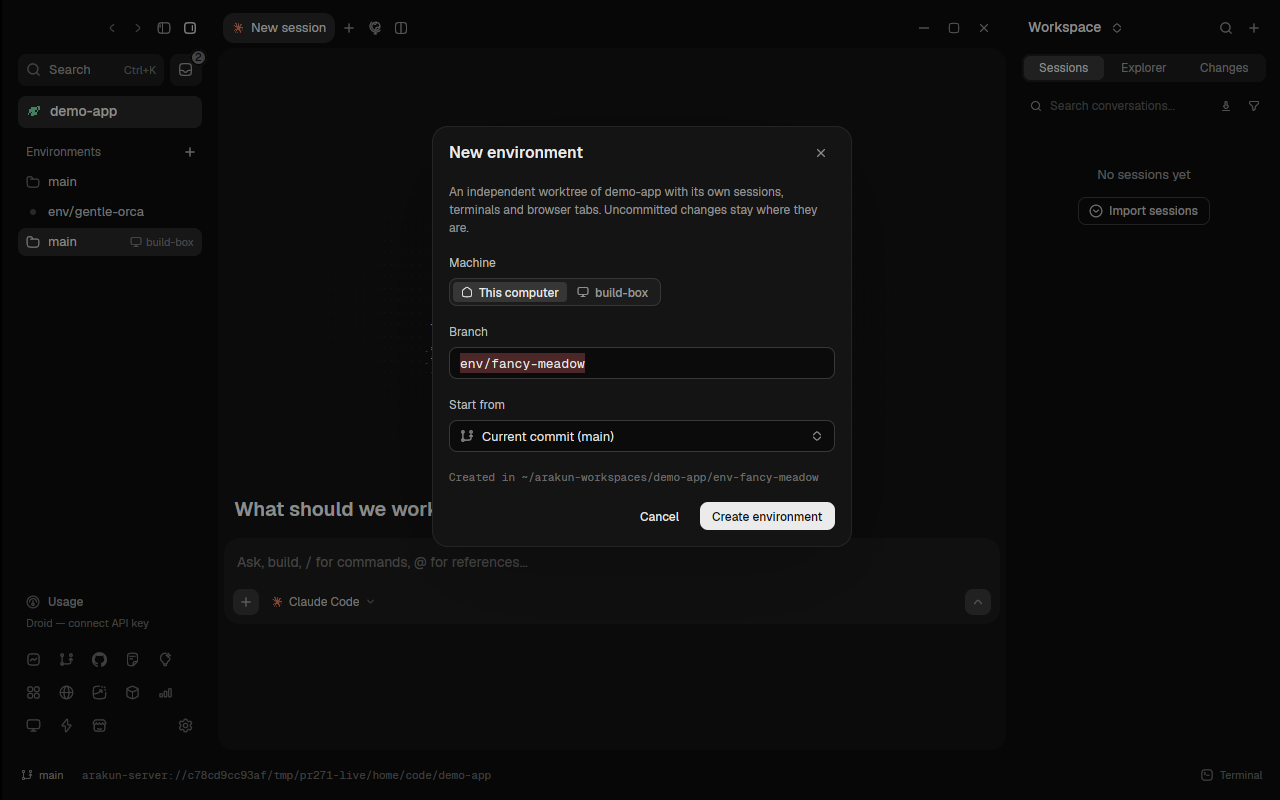 New session
Workspace
Search
Ctrl+K
2
demo-app
Environments
main
env/gentle-orca
main
build-box
Sessions
Explorer
Changes
Search conversations...
No sessions yet
Import sessions
New environment
An independent worktree of demo-app with its own sessions,
terminals and browser tabs. Uncommitted changes stay where they
are.
Machine
This computer
build-box
Branch
env/fancy-meadow
Start from
Current commit (main)
Created in ~/arakun-workspaces/demo-app/env-fancy-meadow
Cancel
Create environment
What should we work
Ask, build, / for commands, @ for references...
Claude Code
Usage
Droid — connect API key
main
arakun-server://c78cd9cc93af/tmp/pr271-live/home/code/demo-app
Terminal